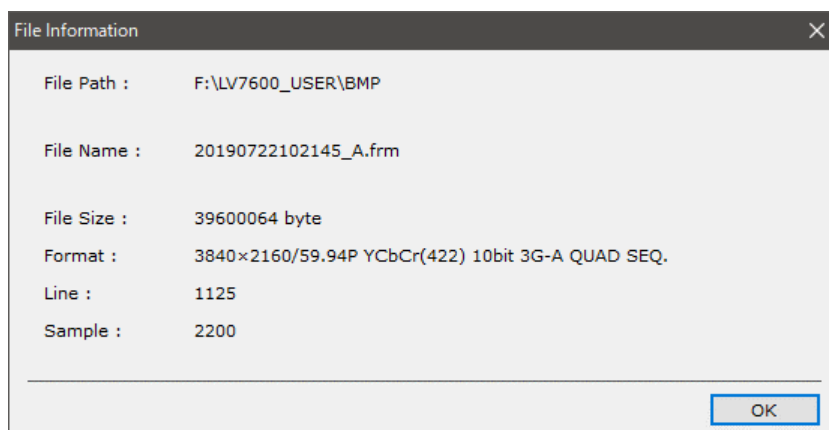 File Information
File Path : F:\LV7600_USER\BMP
File Name : 20190722102145_A.frm
File Size : 39600064 byte
Format : 3840×2160/59.94P YCbCr(422) 10bit 3G-A QUAD SEQ.
Line : 1125
Sample : 2200
OK